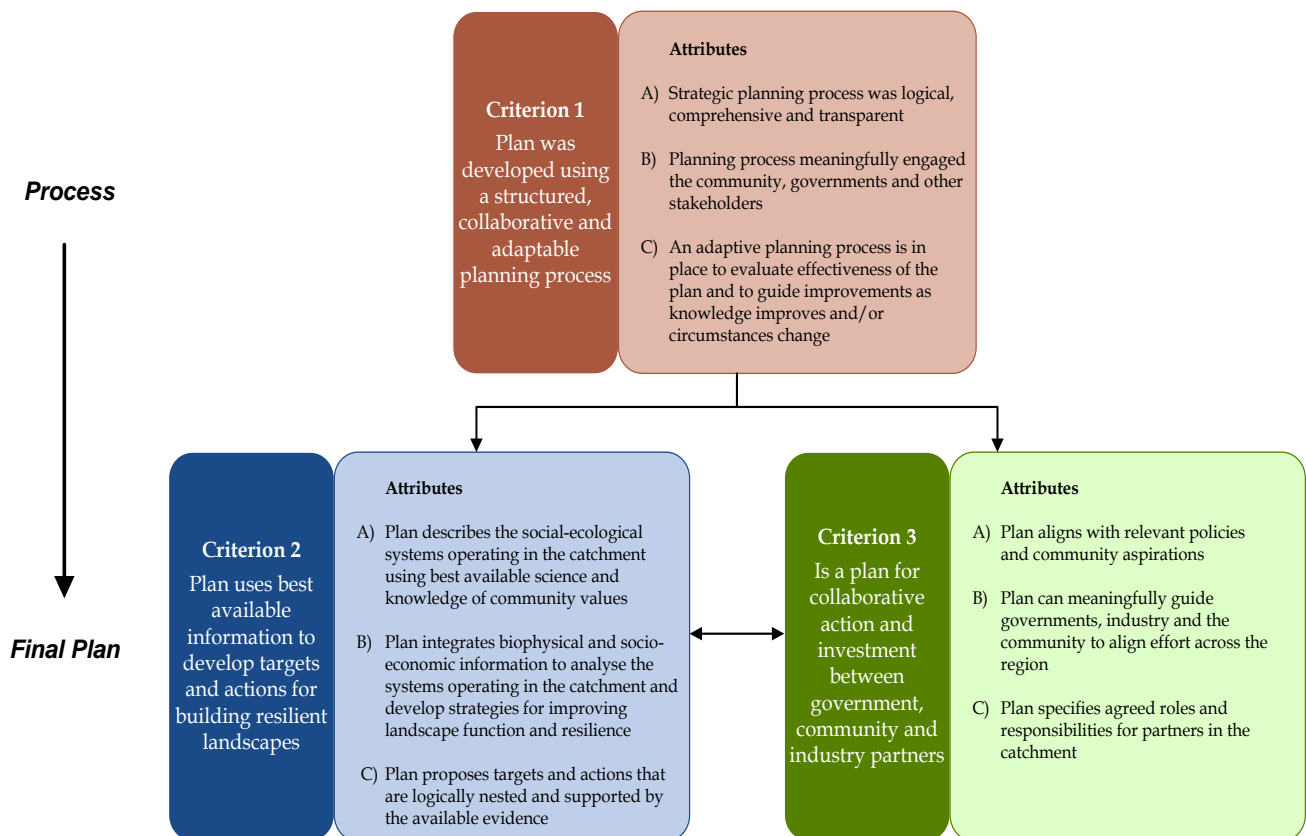 Process
Final Plan
Criterion 1
Plan was
developed using
a structured,
collaborative and
adaptable
planning process
Attributes
A) Strategic planning process was logical,
comprehensive and transparent
B) Planning process meaningfully engaged
the community, governments and other
stakeholders
C) An adaptive planning process is in
place to evaluate effectiveness of the
plan and to guide improvements as
knowledge improves and/or
circumstances change
Criterion 2
Plan uses best
available
information to
develop targets
and actions for
building resilient
landscapes
Attributes
A) Plan describes the social-ecological
systems operating in the catchment
using best available science and
knowledge of community values
B) Plan integrates biophysical and socio-
economic information to analyse the
systems operating in the catchment and
develop strategies for improving
landscape function and resilience
C) Plan proposes targets and actions that
are logically nested and supported by
the available evidence
Criterion 3
Is a plan for
collaborative
action and
investment
between
government,
community and
industry partners
Attributes
A) Plan aligns with relevant policies
and community aspirations
B) Plan can meaningfully guide
governments, industry and the
community to align effort across the
region
C) Plan specifies agreed roles and
responsibilities for partners in the
catchment